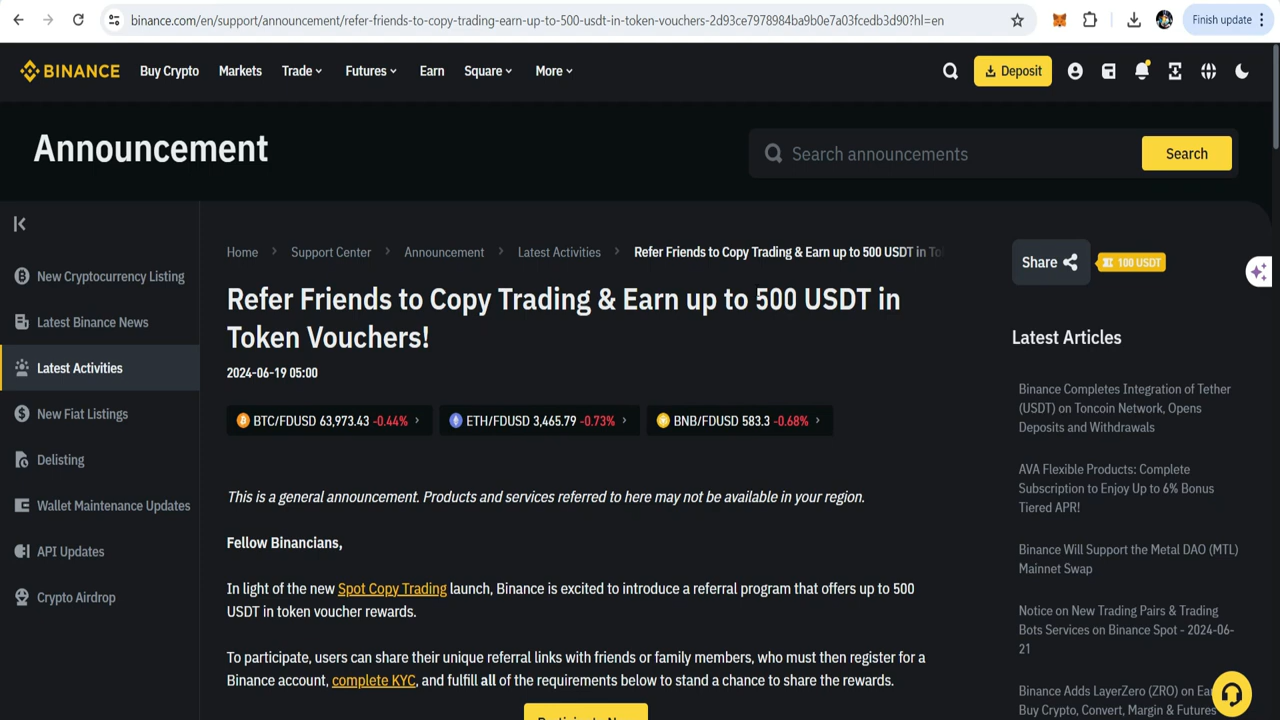 binance.com/en/support/announcement/refer-friends-to-copy-trading-earn-up-to-500-usdt-in-token-vouchers-2d93ce7978984ba9b0e7a03fcedb3d90?hl=en
Finish update
BINANCE
Buy Crypto
Markets
Trade
Futures
Earn
Square
More
Deposit
Announcement
Search announcements
Search
New Cryptocurrency Listing
Latest Binance News
Latest Activities
New Fiat Listings
Delisting
Wallet Maintenance Updates
API Updates
Crypto Airdrop
Home
Support Center
Announcement
Latest Activities
Refer Friends to Copy Trading & Earn up to 500 USDT in
Refer Friends to Copy Trading & Earn up to 500 USDT in
Token Vouchers!
2024-06-19 05:00
BTC/FDUSD 63,973.43 -0.44%
ETH/FDUSD 3,465.79 -0.73%
BNB/FDUSD 583.3 -0.68%
This is a general announcement. Products and services referred to here may not be available in your region.
Fellow Binancians,
In light of the new Spot Copy Trading launch, Binance is excited to introduce a referral program that offers up to 500
USDT in token voucher rewards.
To participate, users can share their unique referral links with friends or family members, who must then register for a
Binance account, complete KYC, and fulfill all of the requirements below to stand a chance to share the rewards.
Share
100 USDT
Latest Articles
Binance Completes Integration of Tether
(USDT) on Toncoin Network, Opens
Deposits and Withdrawals
AVA Flexible Products: Complete
Subscription to Enjoy Up to 6% Bonus
Tiered APR!
Binance Will Support the Metal DAO (MTL)
Mainnet Swap
Notice on New Trading Pairs & Trading
Bots Services on Binance Spot - 2024-06-
21
Binance Adds LayerZero (ZRO) on
Buy Crypto, Convert, Margin & Futures